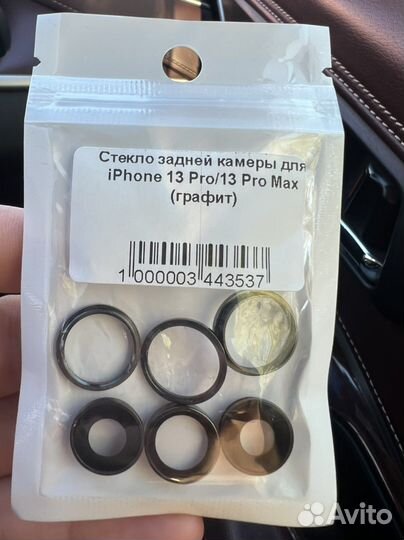 Стекло задней камеры для
iPhone 13 Pro/13 Pro Max
(графит)
1 000003 443537
Avito